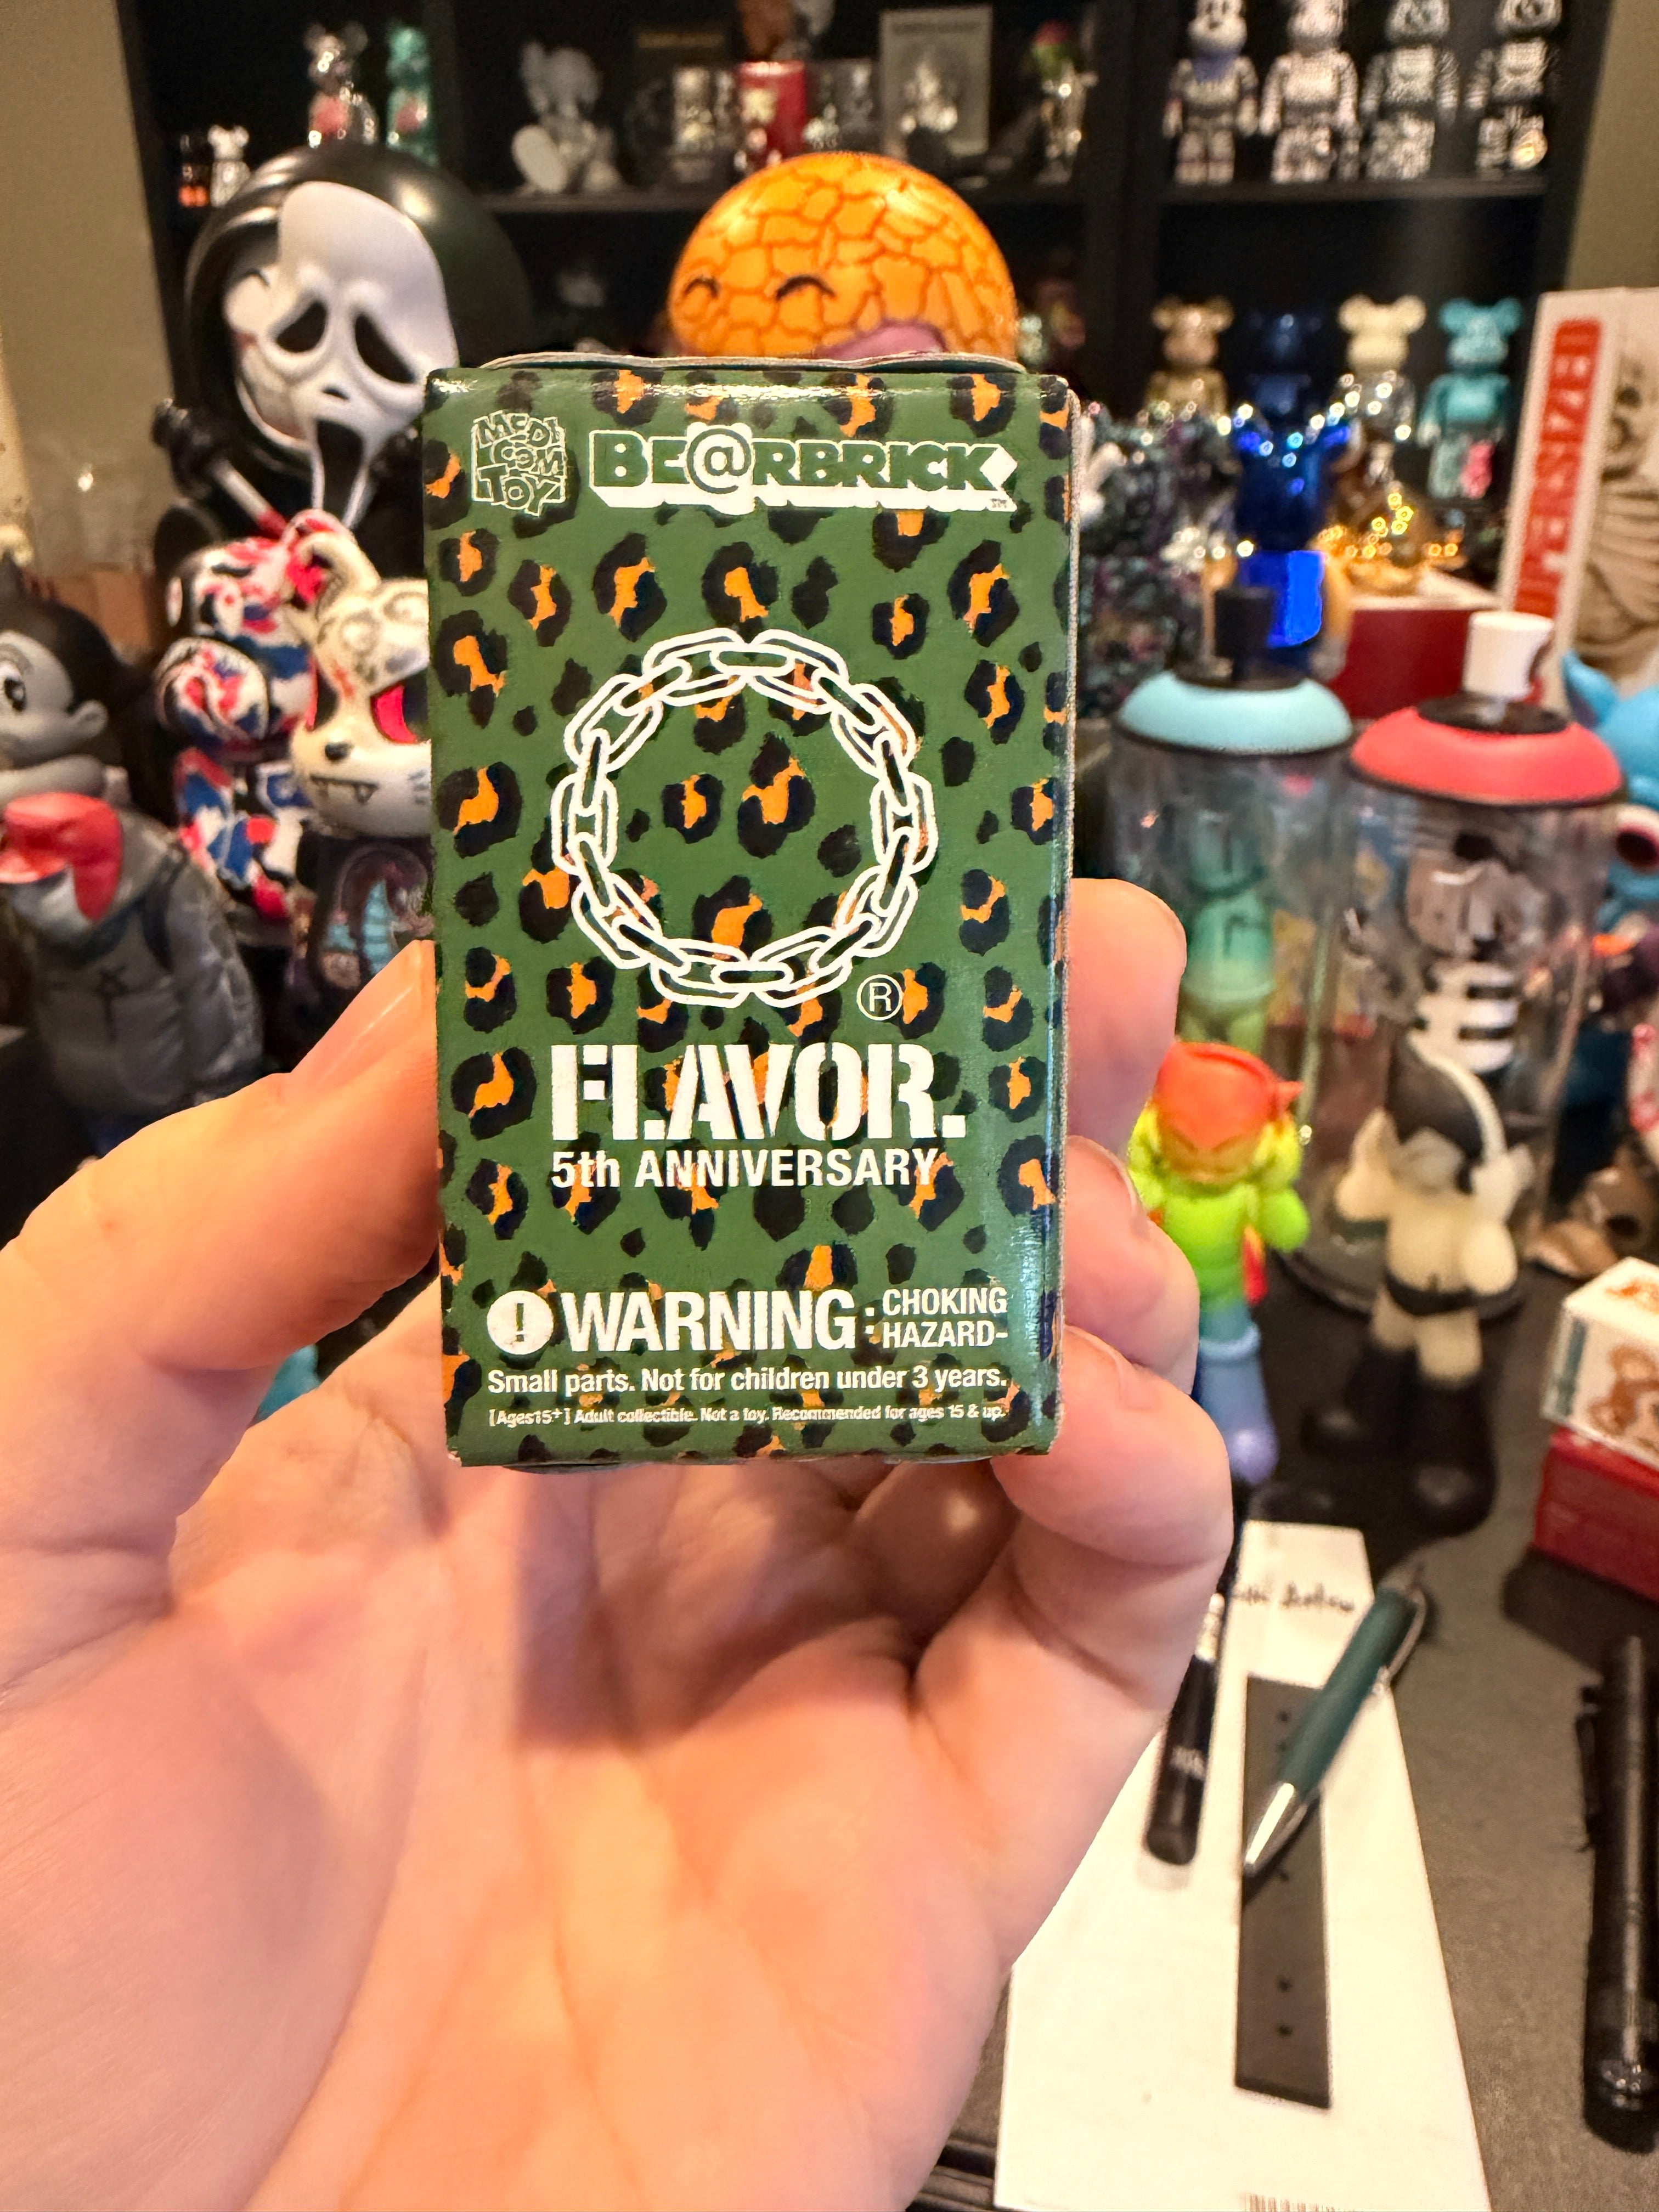 MEDI
COM
TOY
BE@RBRICK
TM
®
FLAVOR.
5th ANNIVERSARY
! WARNING: CHOKING
HAZARD-
Small parts. Not for children under 3 years.
[Ages15+] Adult collectible. Not a toy. Recommended for ages 15 & up.